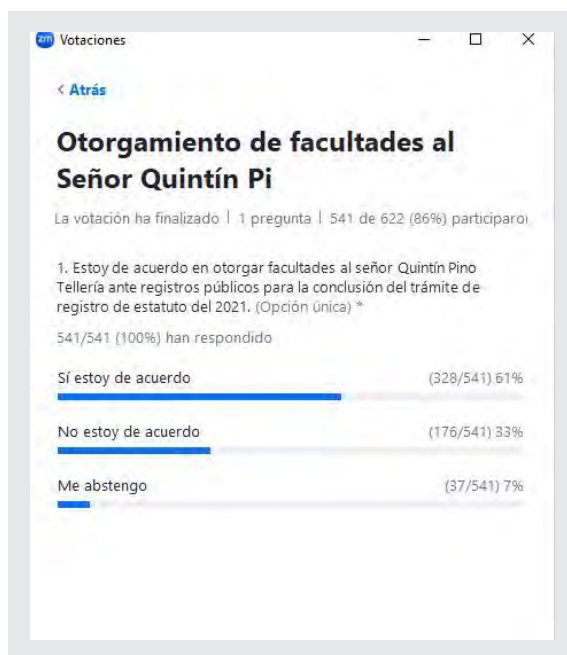 zm Votaciones
< Atrás
Otorgamiento de facultades al
Señor Quintín Pi
La votación ha finalizado | 1 pregunta | 541 de 622 (86%) participaro
1. Estoy de acuerdo en otorgar facultades al señor Quintín Pino
Tellería ante registros públicos para la conclusión del trámite de
registro de estatuto del 2021. (Opción única) *
541/541 (100%) han respondido
Sí estoy de acuerdo (328/541) 61%
No estoy de acuerdo (176/541) 33%
Me abstengo (37/541) 7%